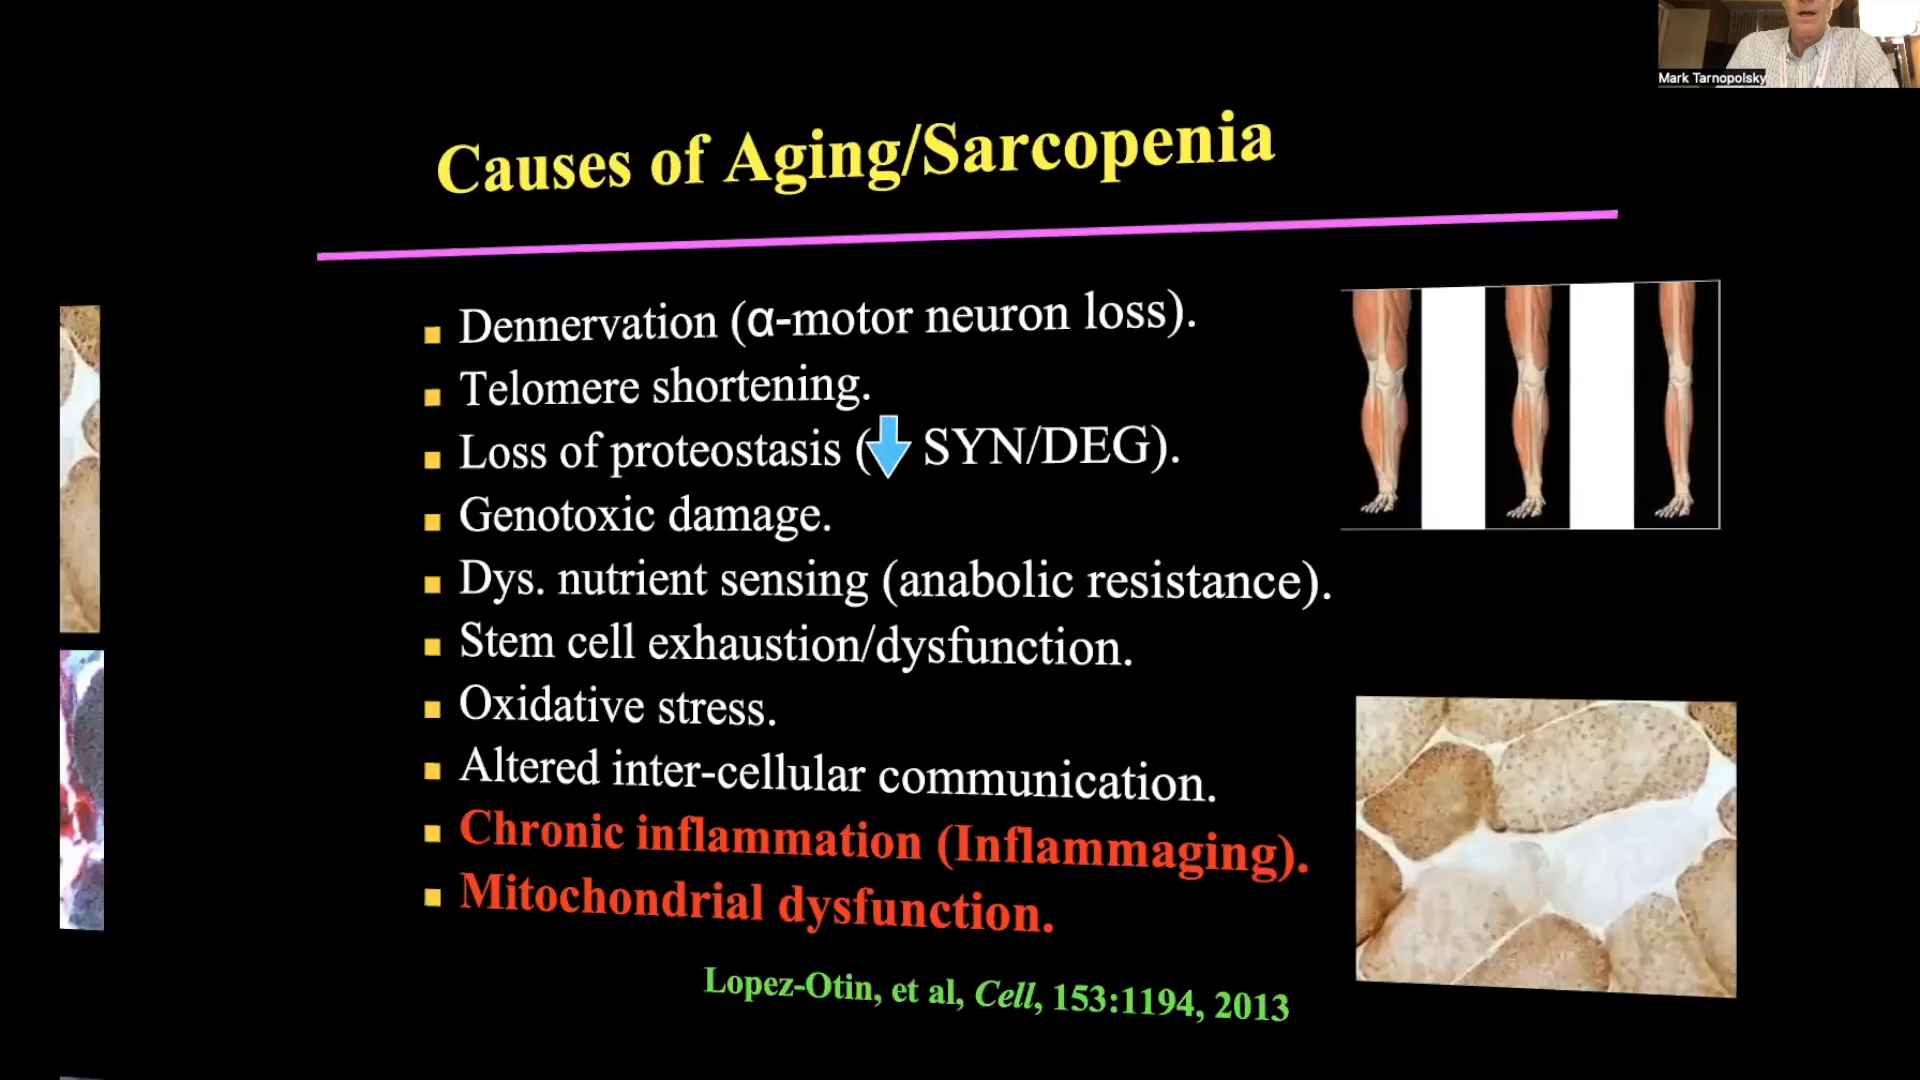 Mark Tarnopolsky
Causes of Aging/Sarcopenia
Dennervation (α-motor neuron loss).
Telomere shortening.
Loss of proteostasis (⬇ SYN/DEG).
Genotoxic damage.
Dys. nutrient sensing (anabolic resistance).
Stem cell exhaustion/dysfunction.
Oxidative stress.
Altered inter-cellular communication.
Chronic inflammation (Inflammaging).
Mitochondrial dysfunction.
Lopez-Otin, et al, Cell, 153:1194, 2013